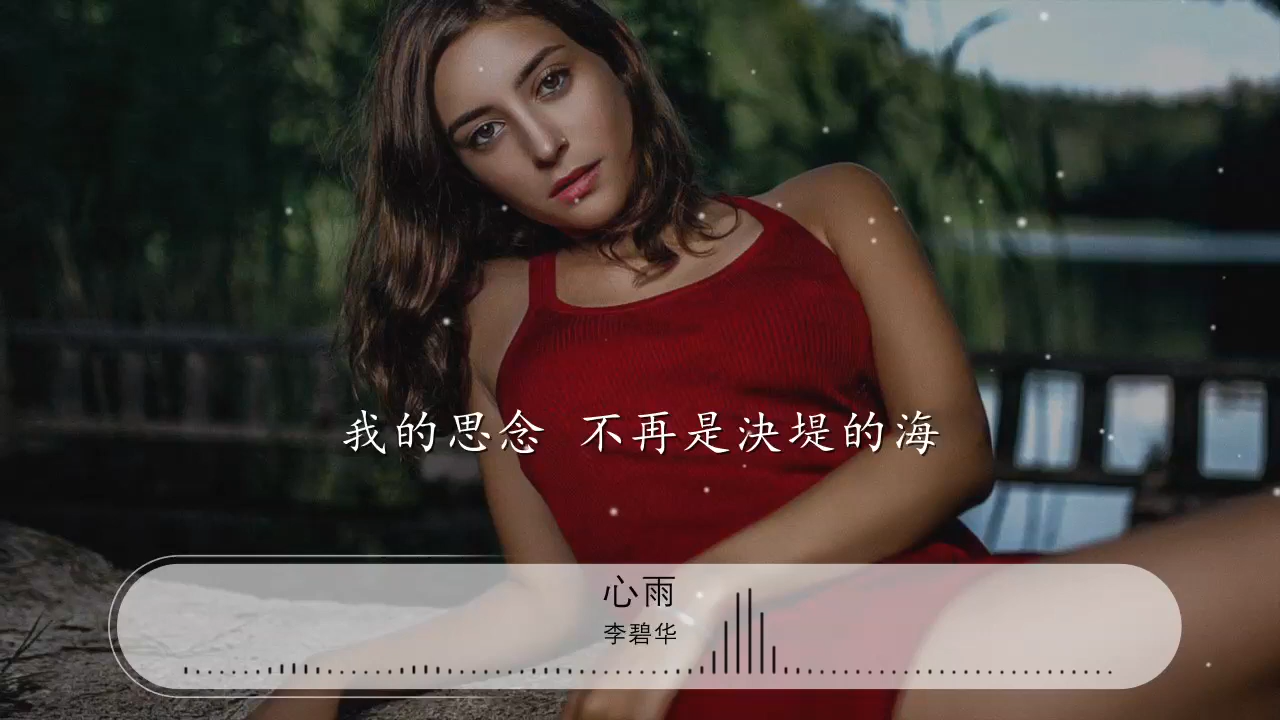 我的思念 不再是决堤的海
心雨
李碧华